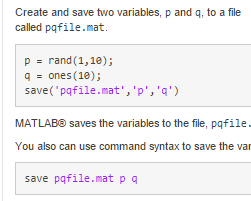 Create and save two variables, p and q, to a file
called pqfile.mat.
p = rand(1,10);
q = ones(10);
save('pqfile.mat','p','q')
MATLAB® saves the variables to the file, pqfile.
You also can use command syntax to save the
save pqfile.mat p q